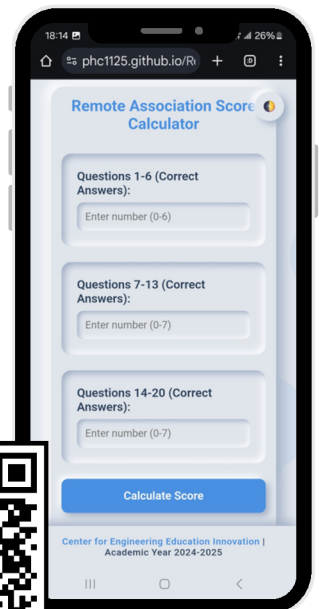 18:14
26%
phc1125.github.io/R
Remote Association Score
Calculator
Questions 1-6 (Correct
Answers):
Enter number (0-6)
Questions 7-13 (Correct
Answers):
Enter number (0-7)
Questions 14-20 (Correct
Answers):
Enter number (0-7)
Calculate Score
Center for Engineering Education Innovation |
Academic Year 2024-2025